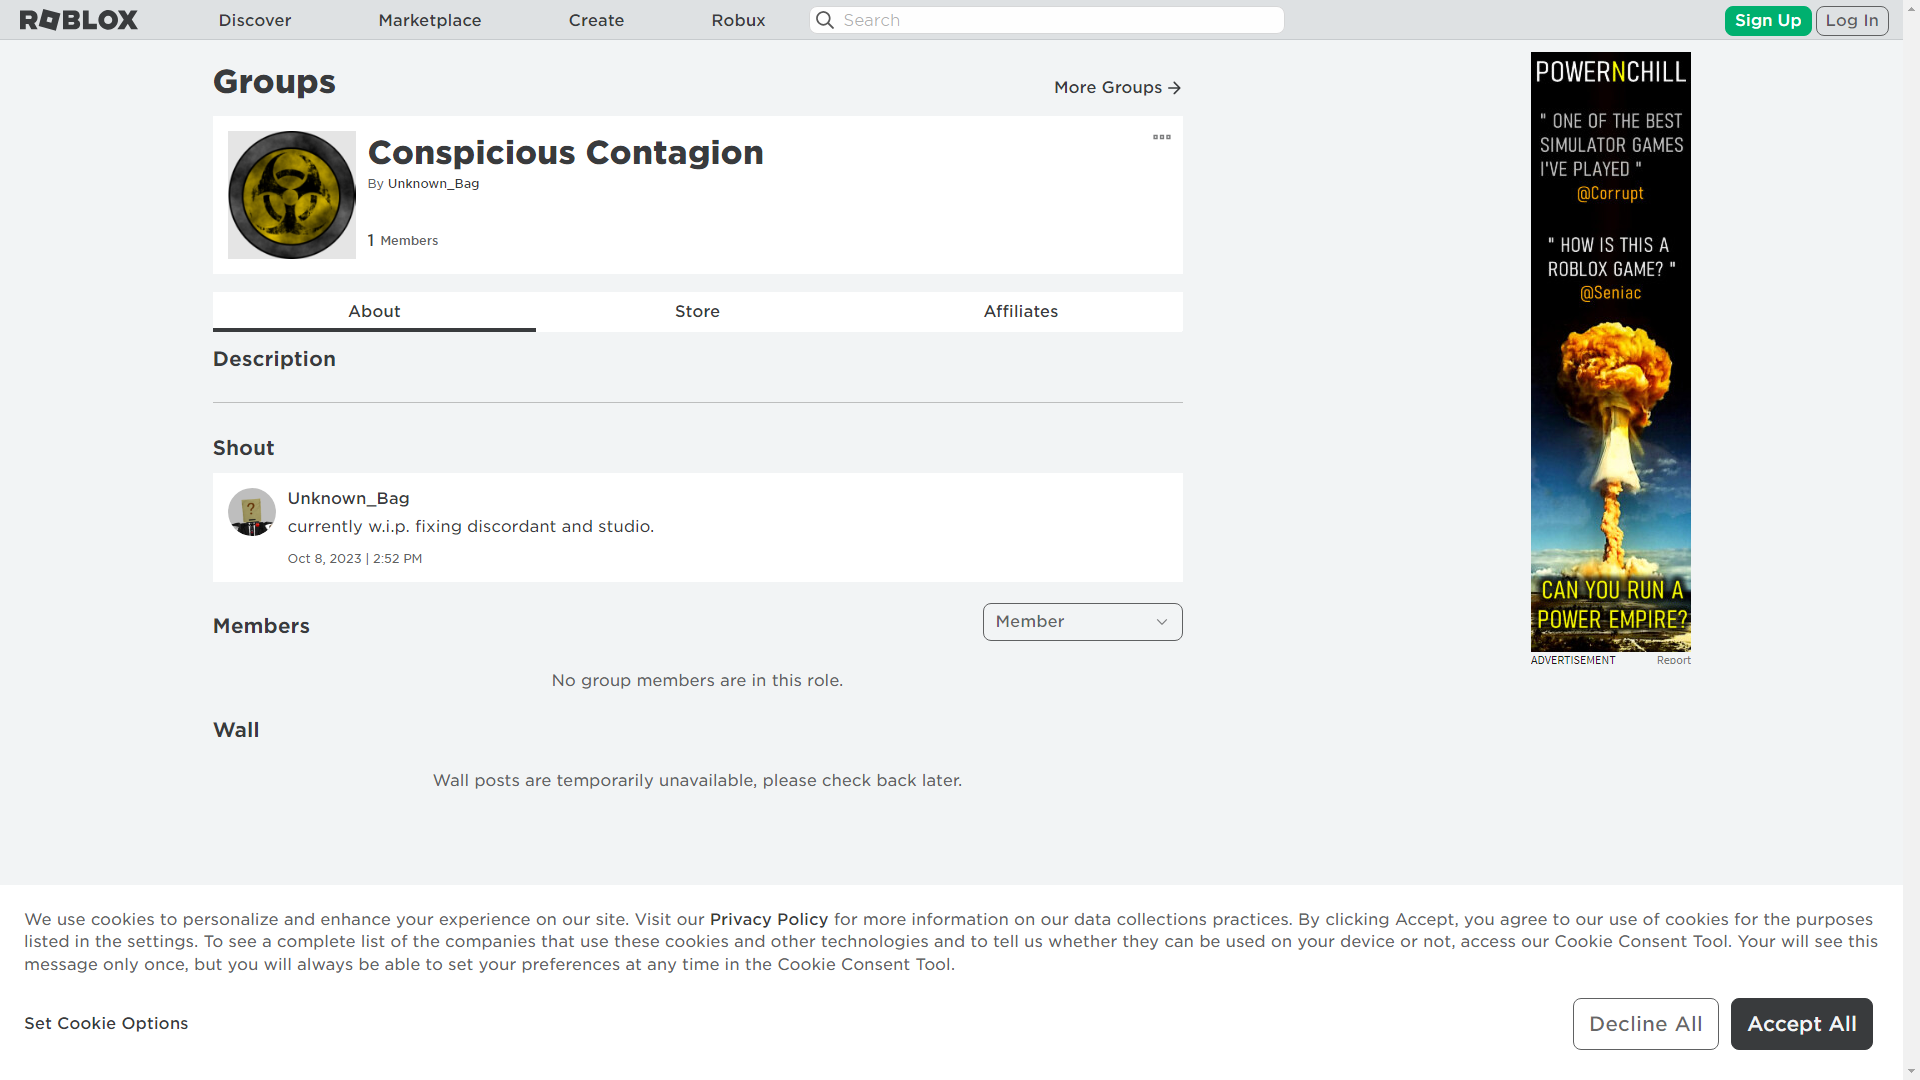 ROBLOX
Discover
Marketplace
Create
Robux
Search
Sign Up
Log In
Groups
More Groups →
Conspicious Contagion
By Unknown_Bag
1 Members
About
Store
Affiliates
Description
Shout
Unknown_Bag
currently w.i.p. fixing discordant and studio.
Oct 8, 2023 | 2:52 PM
Members
Member
No group members are in this role.
Wall
Wall posts are temporarily unavailable, please check back later.
POWERNCHILL
" ONE OF THE BEST
SIMULATOR GAMES
I'VE PLAYED "
@Corrupt
" HOW IS THIS A
ROBLOX GAME? "
@Seniac
CAN YOU RUN A
POWER EMPIRE?
ADVERTISEMENT
Report
We use cookies to personalize and enhance your experience on our site. Visit our Privacy Policy for more information on our data collections practices. By clicking Accept, you agree to our use of cookies for the purposes
listed in the settings. To see a complete list of the companies that use these cookies and other technologies and to tell us whether they can be used on your device or not, access our Cookie Consent Tool. Your will see this
message only once, but you will always be able to set your preferences at any time in the Cookie Consent Tool.
Set Cookie Options
Decline All
Accept All